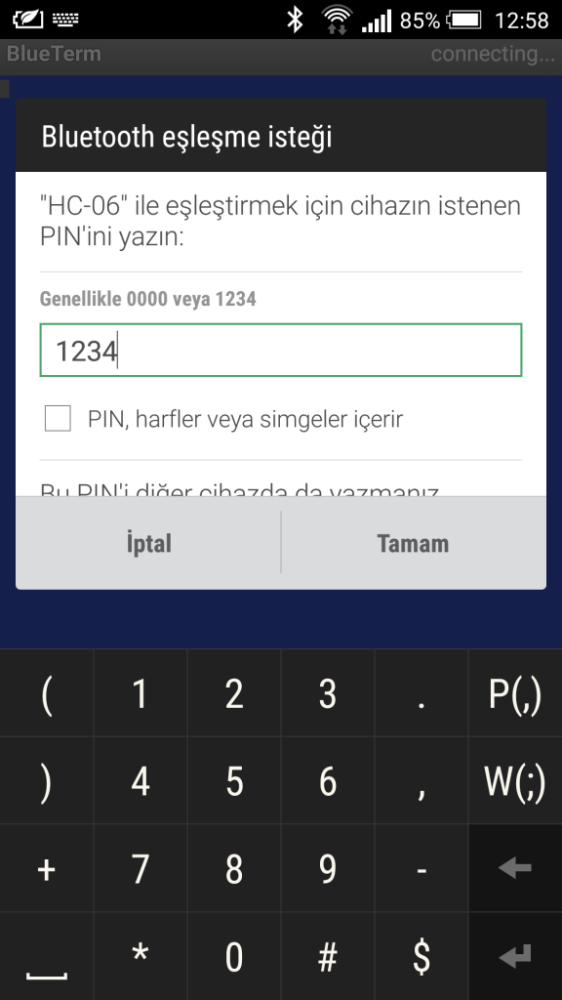 85% 12:58
BlueTerm connecting...
Bluetooth eşleşme isteği
"HC-06" ile eşleştirmek için cihazın istenen
PIN'ini yazın:
Genellikle 0000 veya 1234
1234
PIN, harfler veya simgeler içerir
Bu PIN'i diğer cihazda da yazmanız
İptal Tamam
( 1 2 3 . P(,)
) 4 5 6 , W(;)
+ 7 8 9 -
* 0 # $